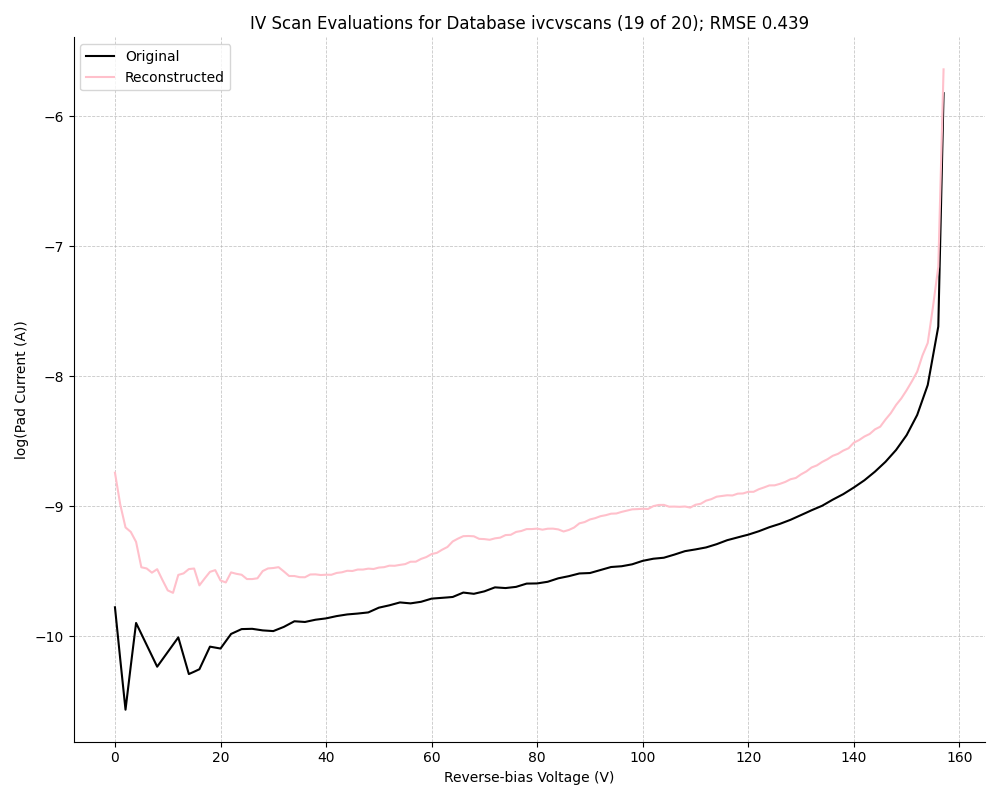 IV Scan Evaluations for Database ivcvscans (19 of 20); RMSE 0.439
Original
Reconstructed
log(Pad Current (A))
−6
−7
−8
−9
−10
0 20 40 60 80 100 120 140 160
Reverse-bias Voltage (V)